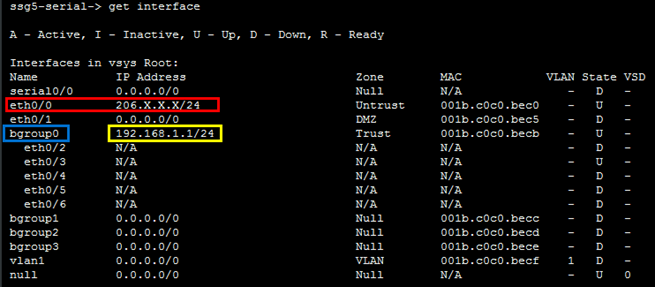 ssg5-serial-> get interface
A - Active, I - Inactive, U - Up, D - Down, R - Ready
Interfaces in vsys Root:
Name IP Address Zone MAC VLAN State VSD
serial0/0 0.0.0.0/0 Null N/A - D -
eth0/0 206.X.X.X/24 Untrust 001b.c0c0.bec0 - U -
eth0/1 0.0.0.0/0 DMZ 001b.c0c0.bec5 - D -
bgroup0 192.168.1.1/24 Trust 001b.c0c0.becb - U -
eth0/2 N/A N/A N/A - D -
eth0/3 N/A N/A N/A - U -
eth0/4 N/A N/A N/A - D -
eth0/5 N/A N/A N/A - D -
eth0/6 N/A N/A N/A - D -
bgroup1 0.0.0.0/0 Null 001b.c0c0.becc - D -
bgroup2 0.0.0.0/0 Null 001b.c0c0.becd - D -
bgroup3 0.0.0.0/0 Null 001b.c0c0.bece - D -
vlan1 0.0.0.0/0 VLAN 001b.c0c0.becf 1 D -
null 0.0.0.0/0 Null N/A - U 0